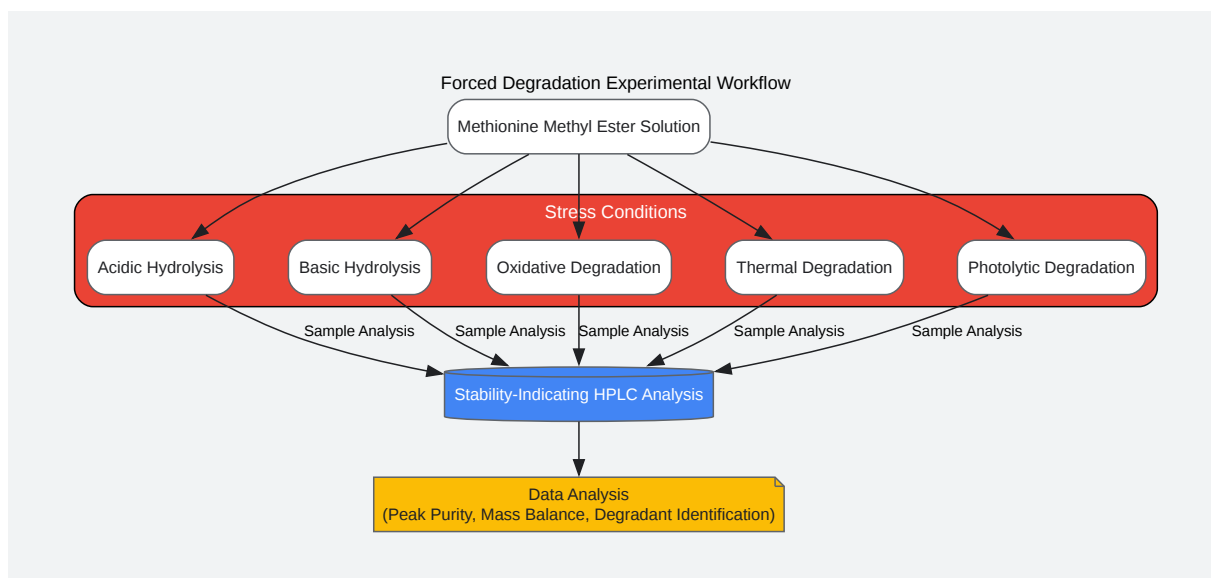 Forced Degradation Experimental Workflow
Methionine Methyl Ester Solution
Stress Conditions
Acidic Hydrolysis
Basic Hydrolysis
Oxidative Degradation
Thermal Degradation
Photolytic Degradation
Sample Analysis
Sample Analysis
Sample Analysis
Sample Analysis
Sample Analysis
Stability-Indicating HPLC Analysis
Data Analysis
(Peak Purity, Mass Balance, Degradant Identification)